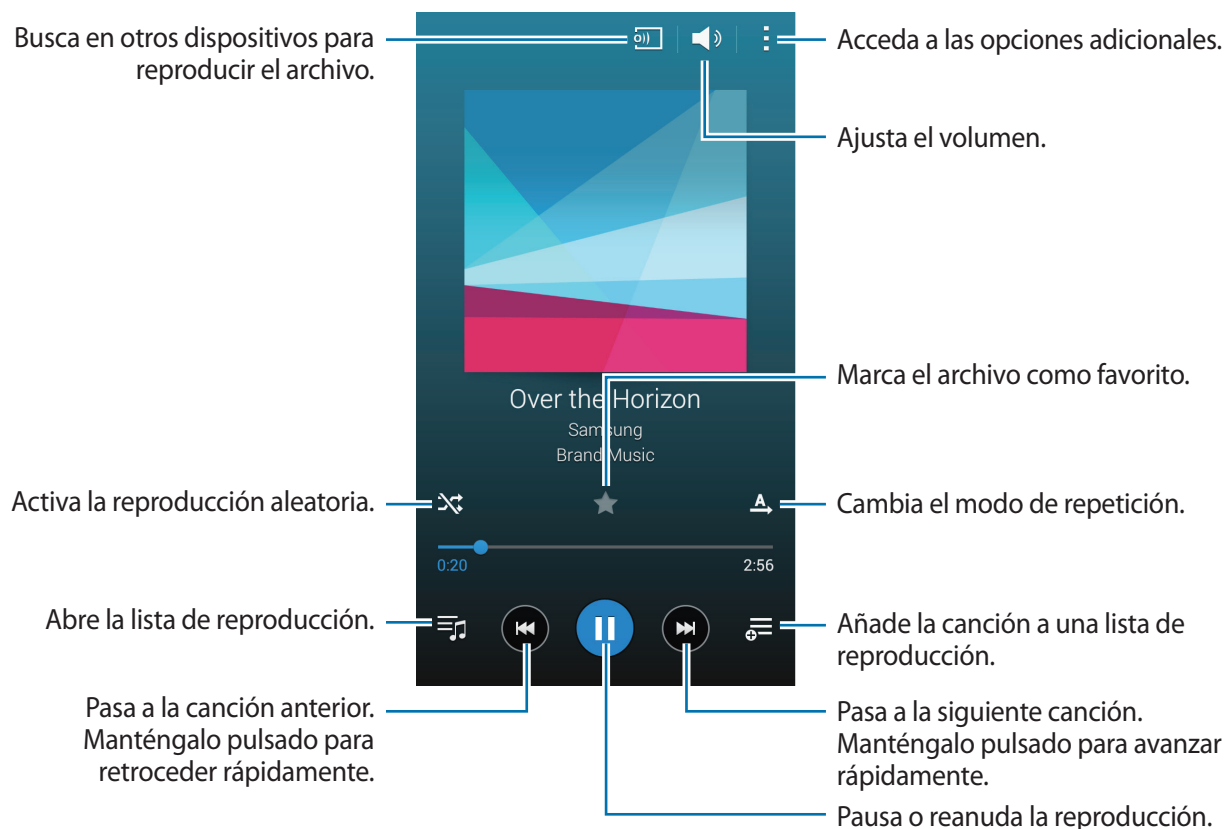 Busca en otros dispositivos para
reproducir el archivo.
Acceda a las opciones adicionales.
Ajusta el volumen.
Marca el archivo como favorito.
Over the Horizon
Samsung
Brand Music
Activa la reproducción aleatoria.
A
Cambia el modo de repetición.
0:20
2:56
Abre la lista de reproducción.
Añade la canción a una lista de
reproducción.
Pasa a la canción anterior.
Manténgalo pulsado para
retroceder rápidamente.
Pasa a la siguiente canción.
Manténgalo pulsado para avanzar
rápidamente.
Pausa o reanuda la reproducción.